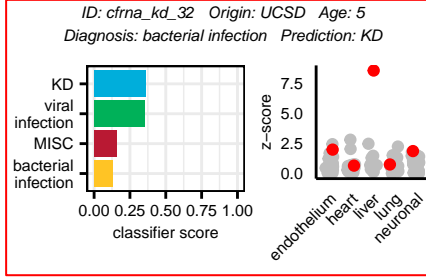 ID: cfrna_kd_32 Origin: UCSD Age: 5
Diagnosis: bacterial infection Prediction: KD
KD
viral
infection
MISC
bacterial
infection
0.00 0.25 0.50 0.75 1.00
classifier score
z-score
7.5
5.0
2.5
0.0
endothelium
heart
liver
lung
neuronal